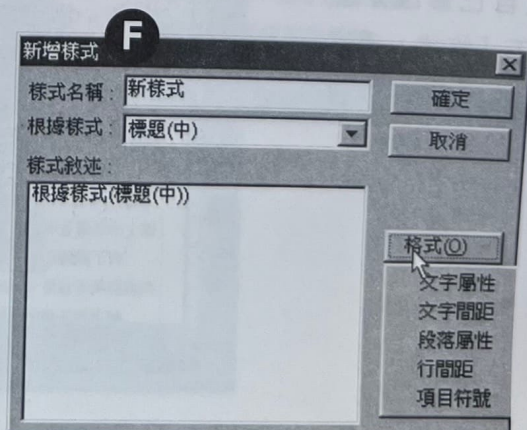 F
新增樣式
樣式名稱：新樣式
確定
根據樣式：標題(中)
取消
樣式敘述：
根據樣式(標題(中))
格式(O)
文字屬性
文字間距
段落屬性
行間距
項目符號